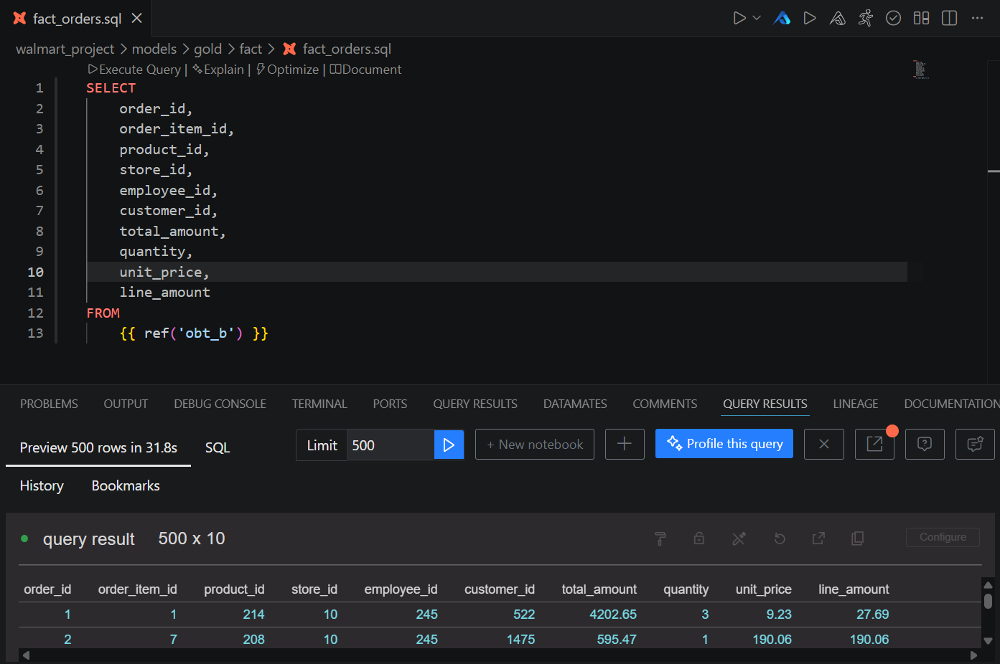 fact_orders.sql
walmart_project > models > gold > fact > fact_orders.sql
Execute Query | Explain | Optimize | Document
1 SELECT
2 order_id,
3 order_item_id,
4 product_id,
5 store_id,
6 employee_id,
7 customer_id,
8 total_amount,
9 quantity,
10 unit_price,
11 line_amount
12 FROM
13 {{ ref('obt_b') }}
PROBLEMS OUTPUT DEBUG CONSOLE TERMINAL PORTS QUERY RESULTS DATAMATES COMMENTS QUERY RESULTS LINEAGE DOCUMENTATION
Preview 500 rows in 31.8s SQL Limit 500 + New notebook Profile this query
History Bookmarks
query result 500 x 10 Configure
order_id order_item_id product_id store_id employee_id customer_id total_amount quantity unit_price line_amount
1 1 214 10 245 522 4202.65 3 9.23 27.69
2 7 208 10 245 1475 595.47 1 190.06 190.06